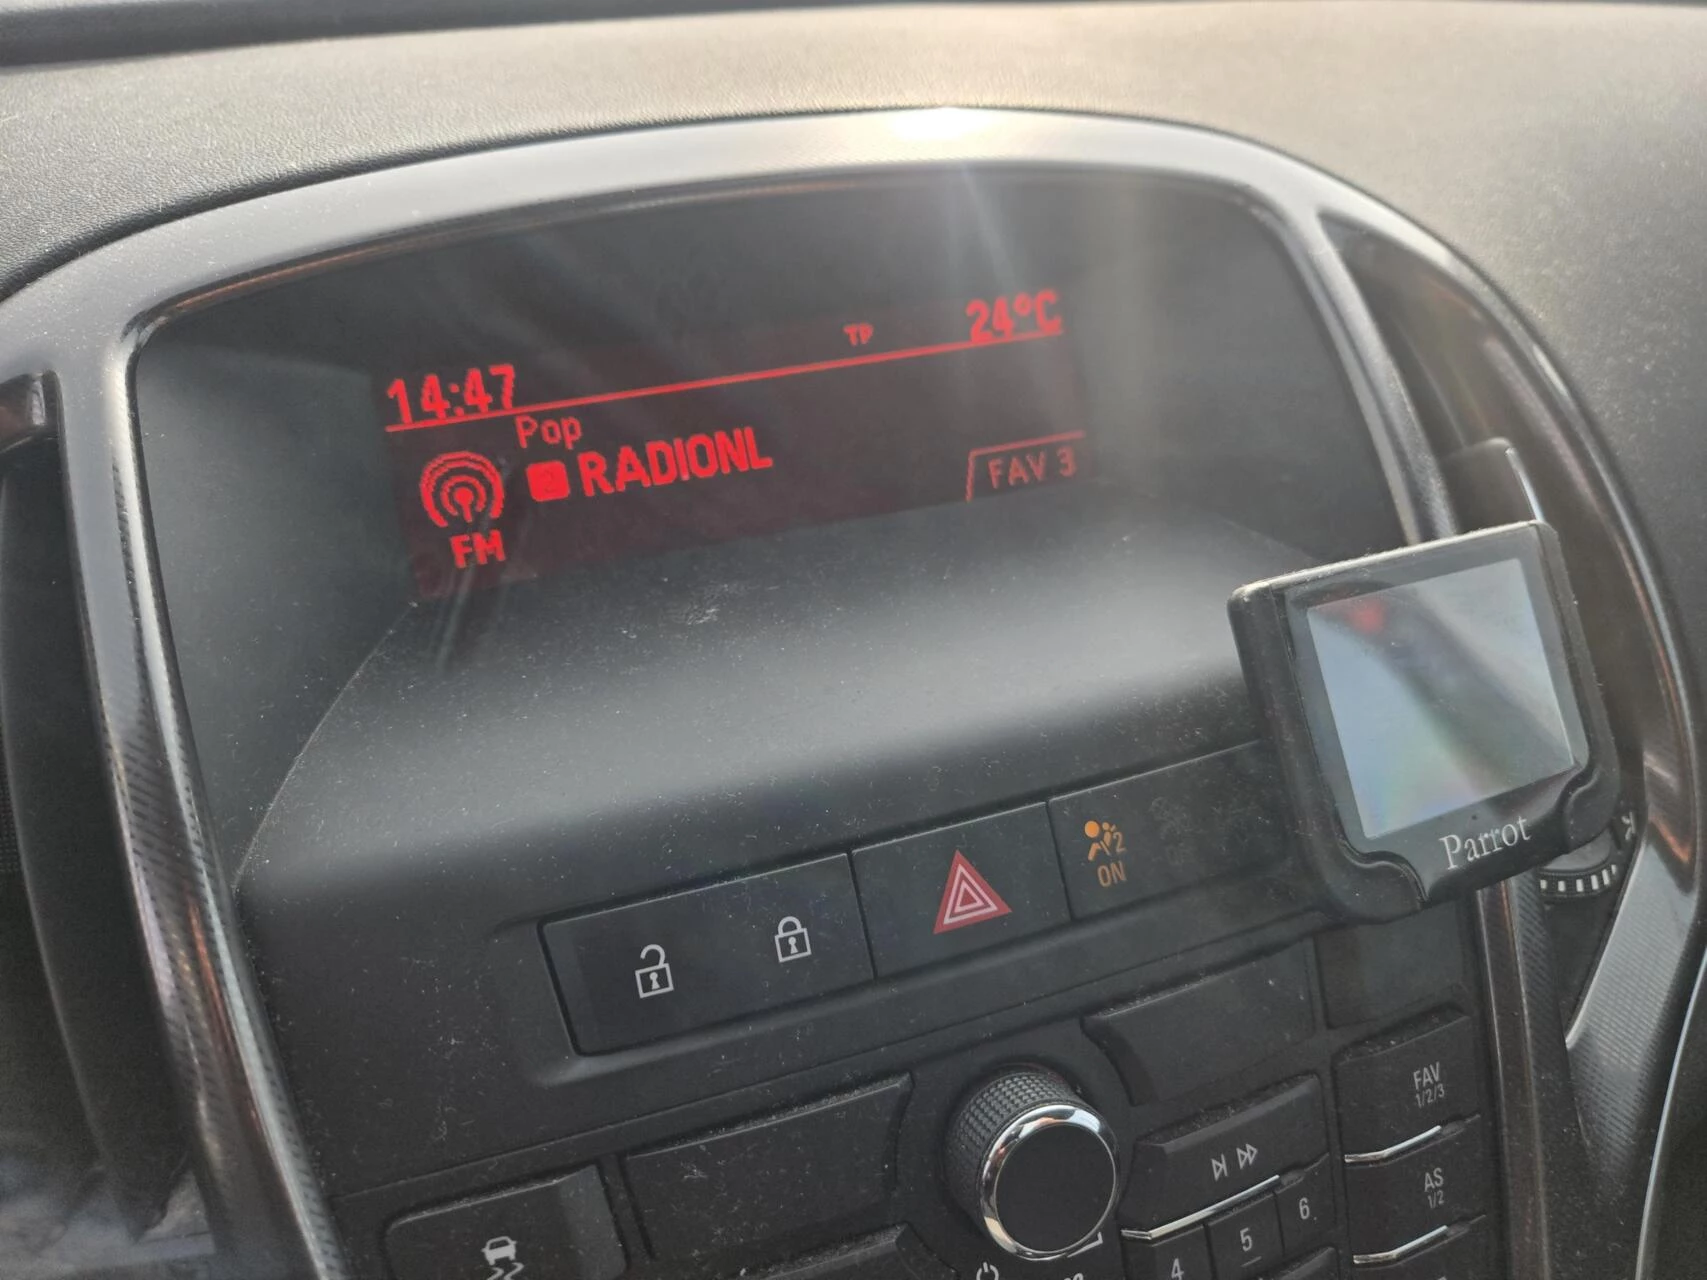 14:47
TP
24°C
Pop
2 RADIONL
FAV 3
FM
Parrot
2
ON
FAV
1/2/3
AS
1/2
4
5
6